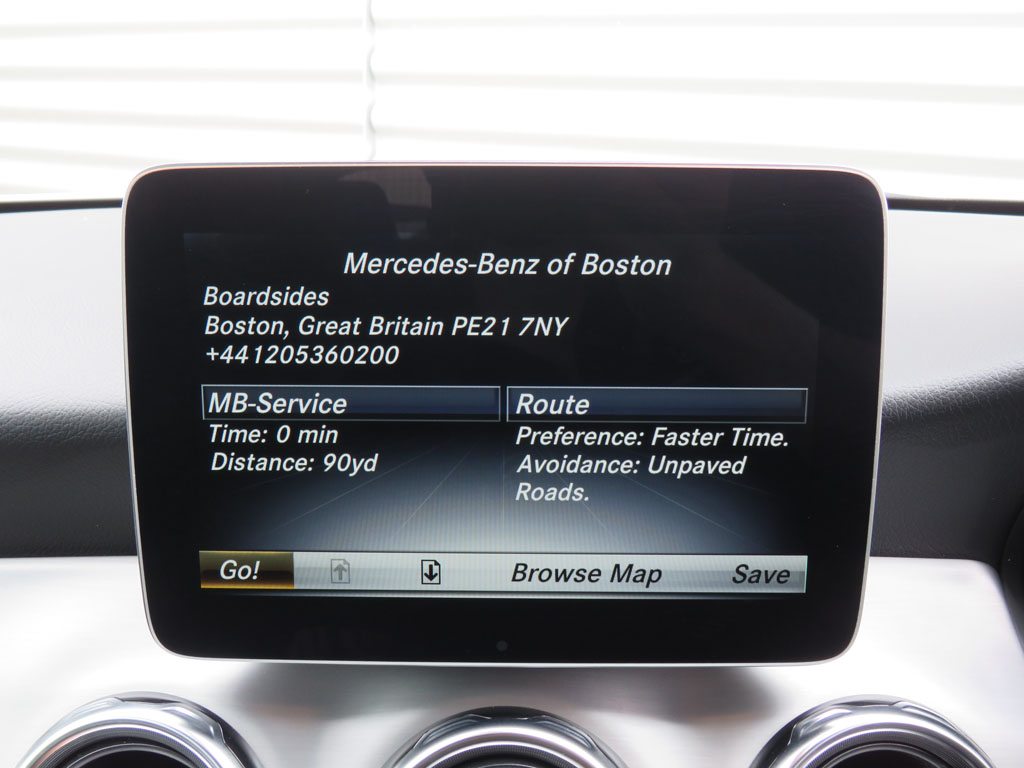 Mercedes-Benz of Boston
Boardsides
Boston, Great Britain PE21 7NY
+441205360200
MB-Service
Time: 0 min
Distance: 90yd
Route
Preference: Faster Time.
Avoidance: Unpaved
Roads.
Go! Browse Map Save